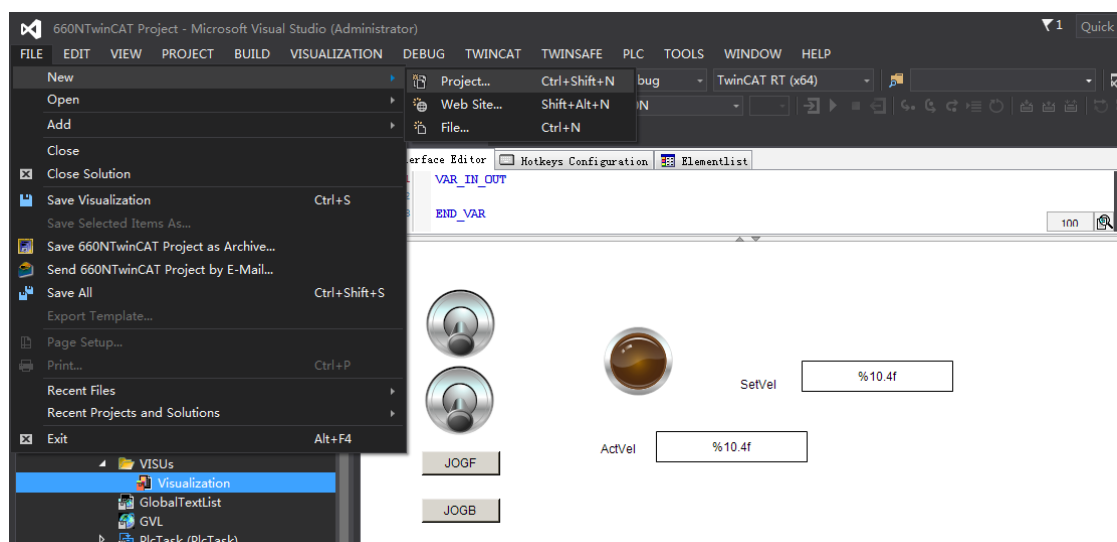 660NTwinCAT Project - Microsoft Visual Studio (Administrator)
1
Quick
FILE EDIT VIEW PROJECT BUILD VISUALIZATION DEBUG TWINCAT TWINSAFE PLC TOOLS WINDOW HELP
New
Project... Ctrl+Shift+N
bug
TwinCAT RT (x64)
Open
Web Site... Shift+Alt+N
Add
File... Ctrl+N
Close
erface Editor Hotkeys Configuration Elementlist
Close Solution
VAR_IN_OUT
Save Visualization Ctrl+S
END_VAR
Save Selected Items As...
100
Save 660NTwinCAT Project as Archive...
Send 660NTwinCAT Project by E-Mail...
Save All Ctrl+Shift+S
Export Template...
Page Setup...
Print... Ctrl+P
Recent Files
Recent Projects and Solutions
Exit Alt+F4
SetVel %10.4f
ActVel %10.4f
JOGF
JOGB
VISUs
Visualization
GlobalTextList
GVL
PlcTask (PlcTask)